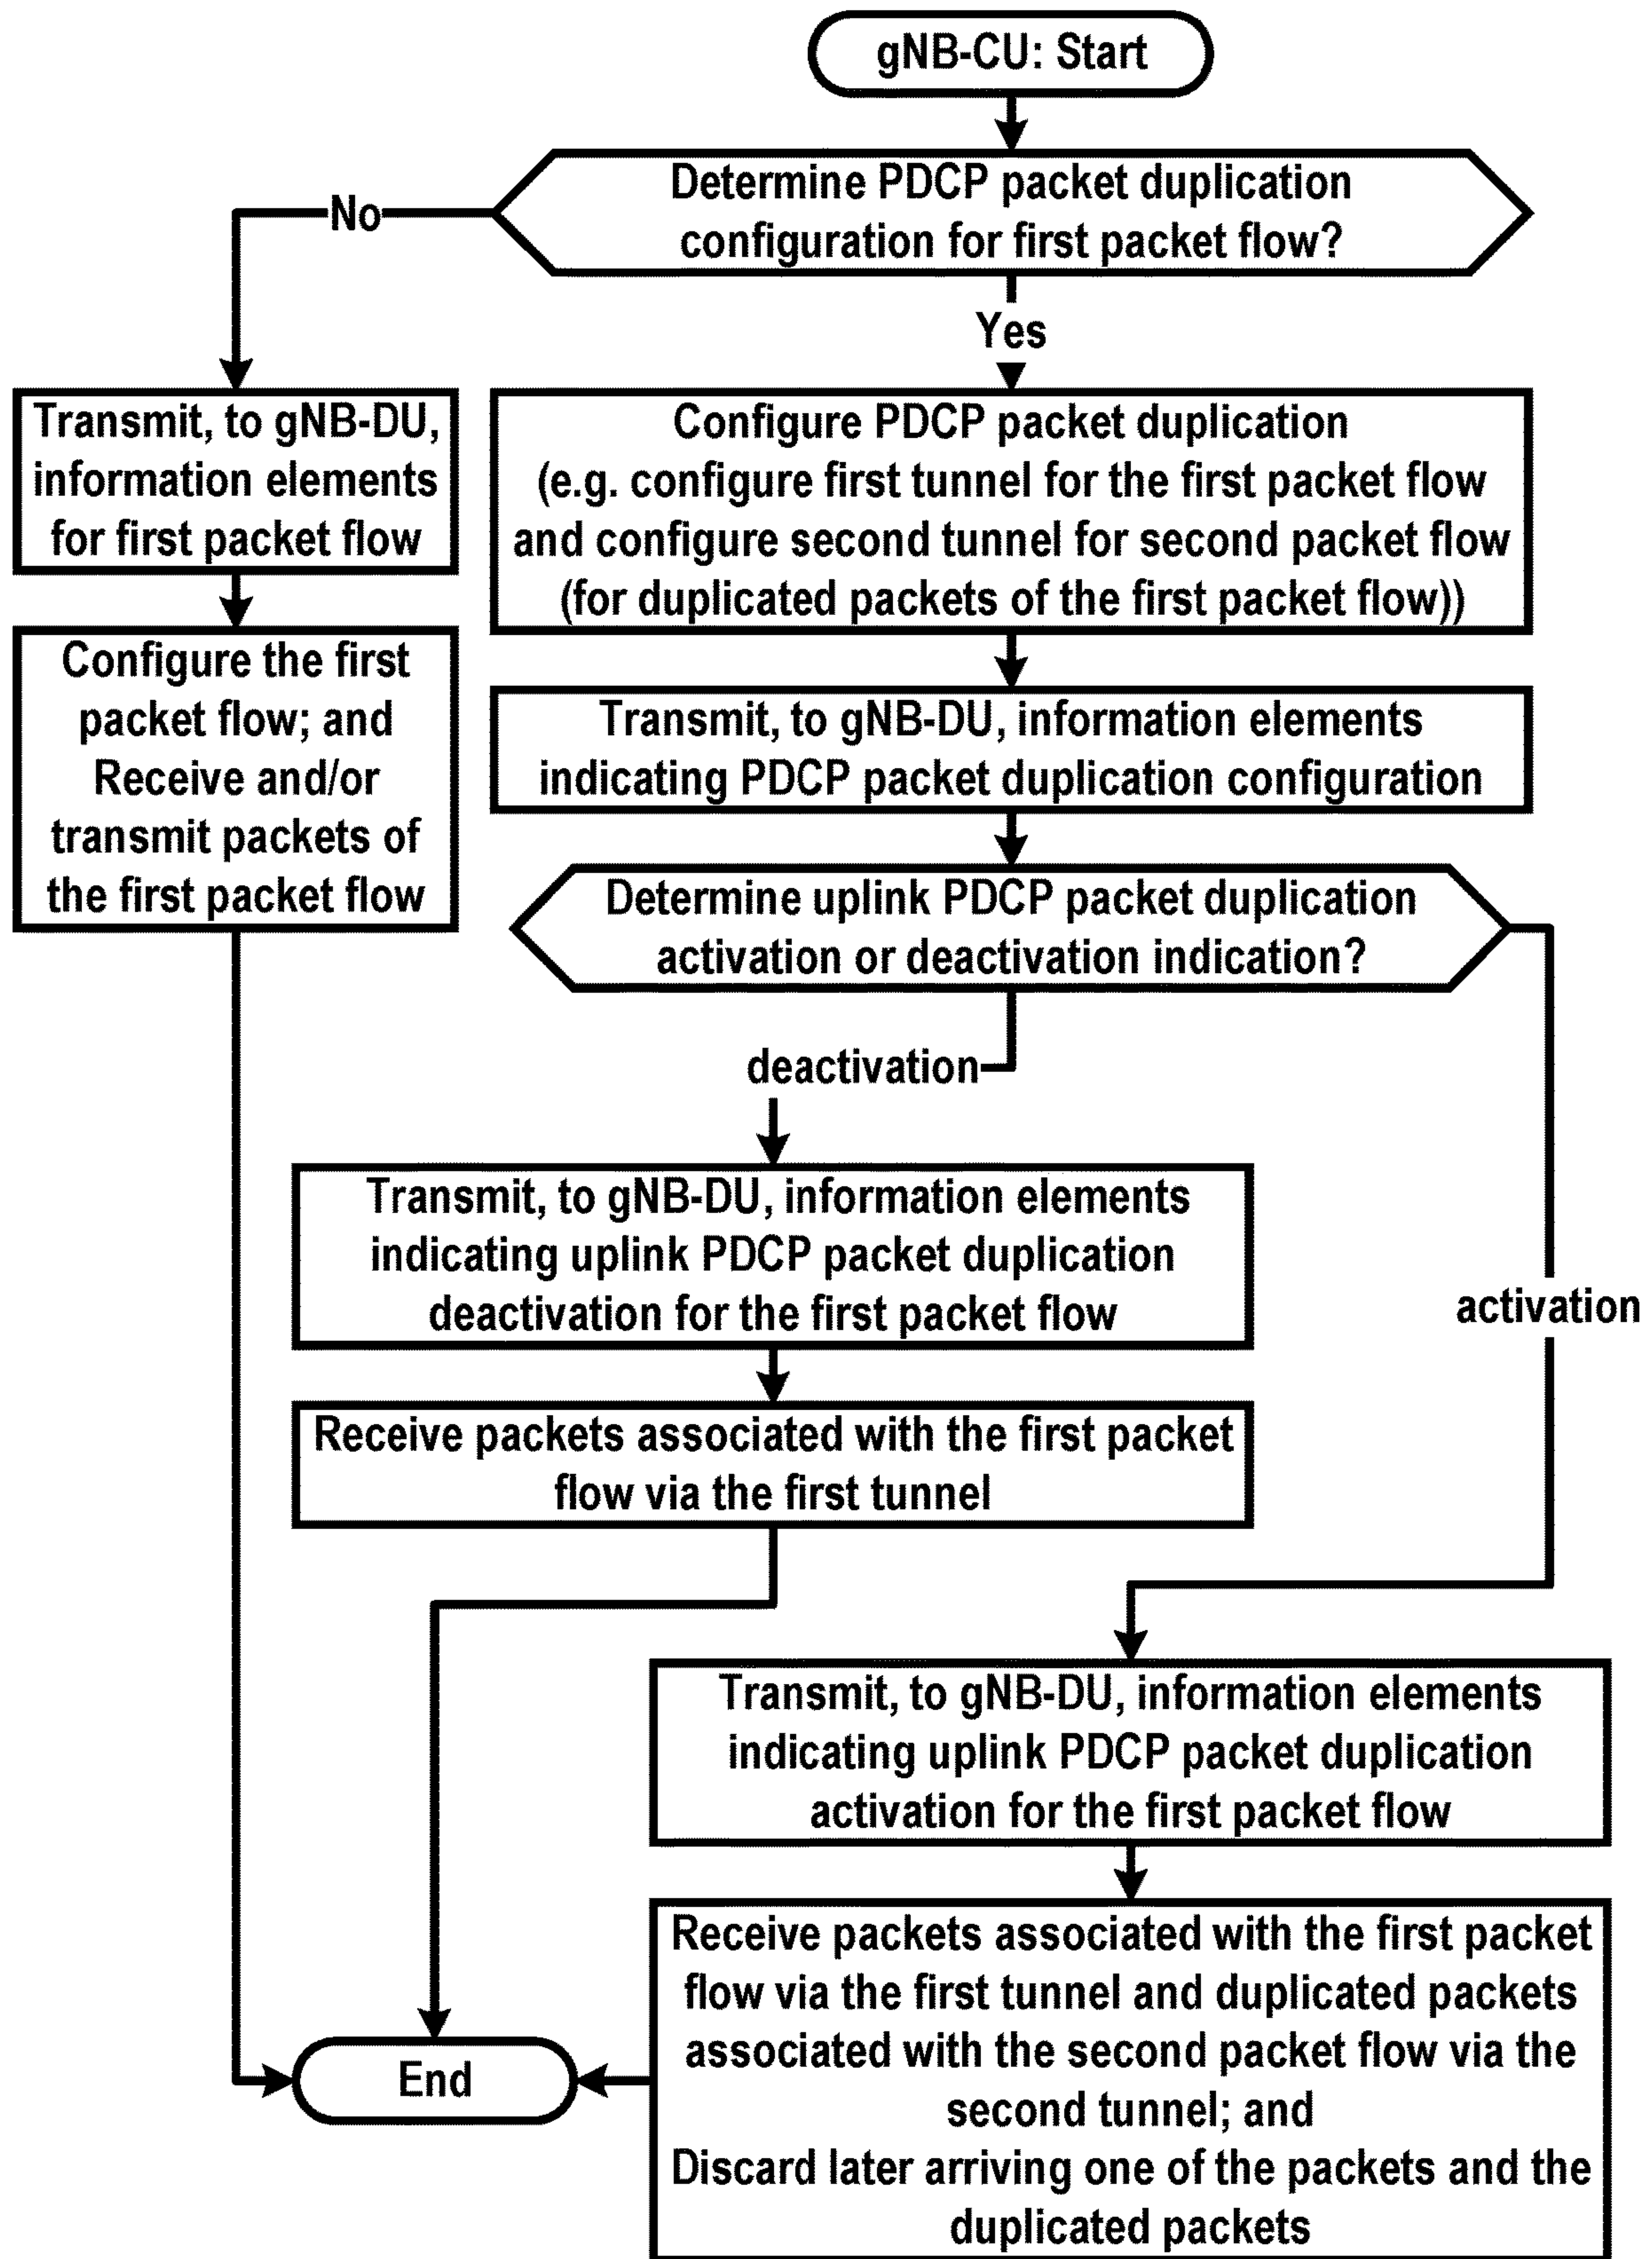 gNB-CU: Start
Determine PDCP packet duplication
configuration for first packet flow?
No
Yes
Transmit, to gNB-DU,
information elements
for first packet flow
Configure the first
packet flow; and
Receive and/or
transmit packets of
the first packet flow
Configure PDCP packet duplication
(e.g. configure first tunnel for the first packet flow
and configure second tunnel for second packet flow
(for duplicated packets of the first packet flow))
Transmit, to gNB-DU, information elements
indicating PDCP packet duplication configuration
Determine uplink PDCP packet duplication
activation or deactivation indication?
deactivation
Transmit, to gNB-DU, information elements
indicating uplink PDCP packet duplication
deactivation for the first packet flow
activation
Receive packets associated with the first packet
flow via the first tunnel
Transmit, to gNB-DU, information elements
indicating uplink PDCP packet duplication
activation for the first packet flow
Receive packets associated with the first packet
flow via the first tunnel and duplicated packets
associated with the second packet flow via the
second tunnel; and
Discard later arriving one of the packets and the
duplicated packets
End